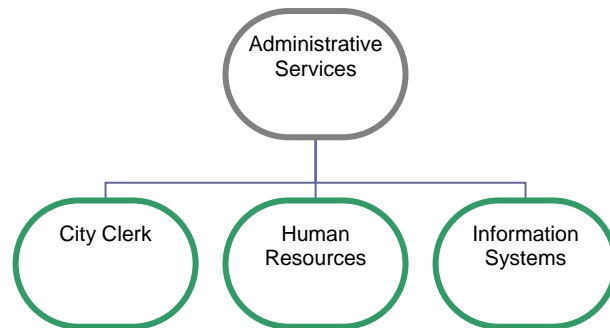 Administrative
Services
City Clerk
Human
Resources
Information
Systems